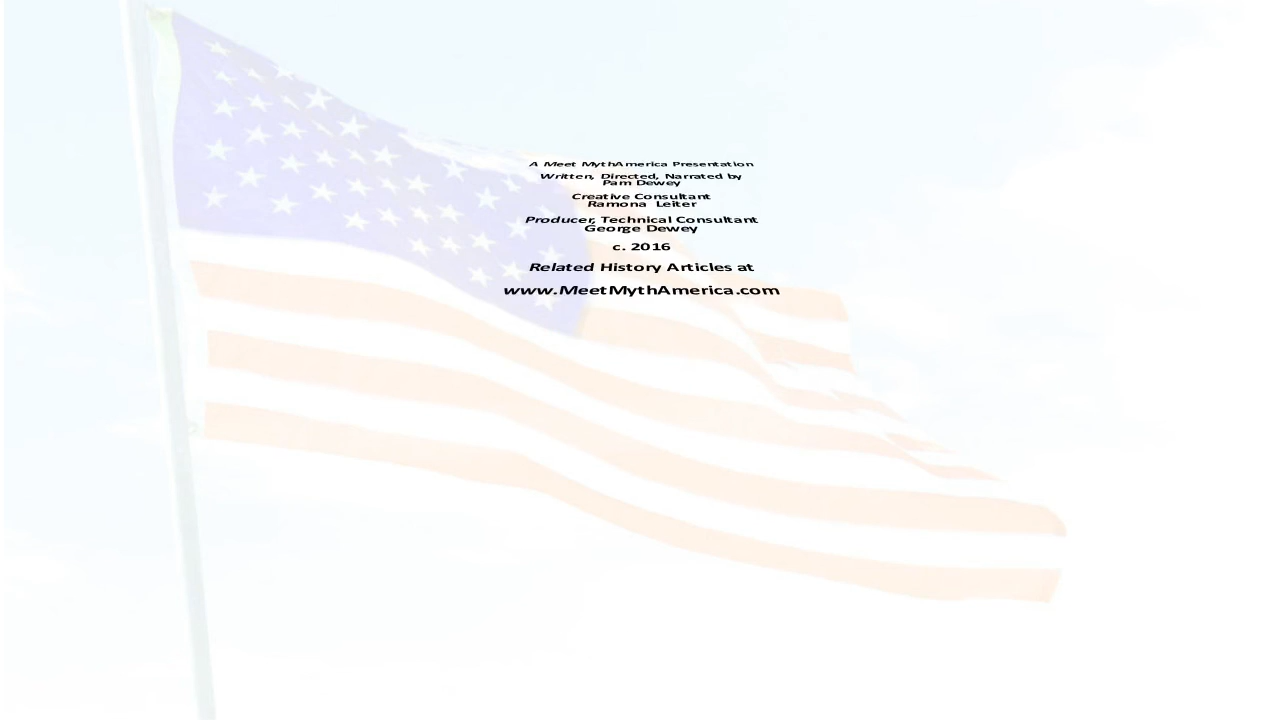 A Meet MythAmerica Presentation
Written, Directed, Narrated by
Pam Dewey
Creative Consultant
Ramona Leiter
Producer, Technical Consultant
George Dewey
c. 2016
Related History Articles at
www.MeetMythAmerica.com